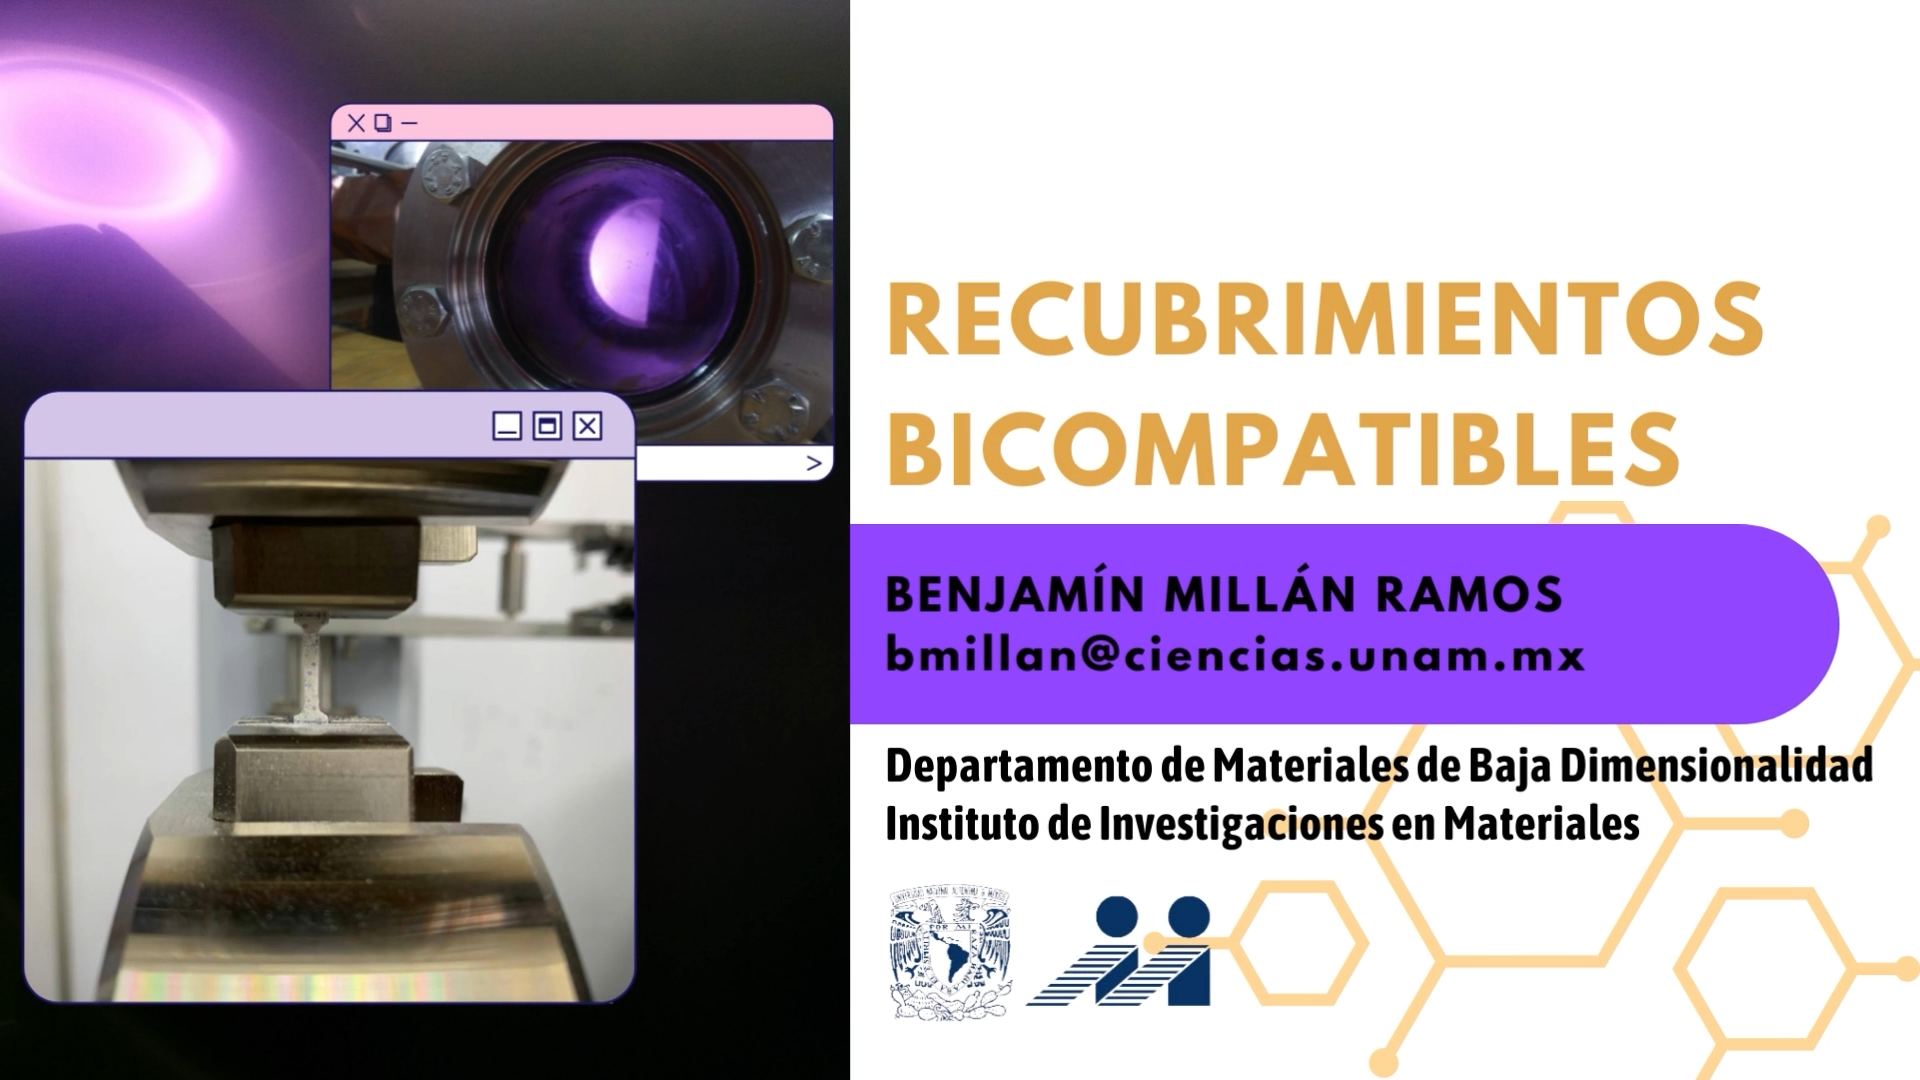 RECUBRIMIENTOS
BICOMPATIBLES
BENJAMÍN MILLÁN RAMOS
bmillan@ciencias.unam.mx
Departamento de Materiales de Baja Dimensionalidad
Instituto de Investigaciones en Materiales